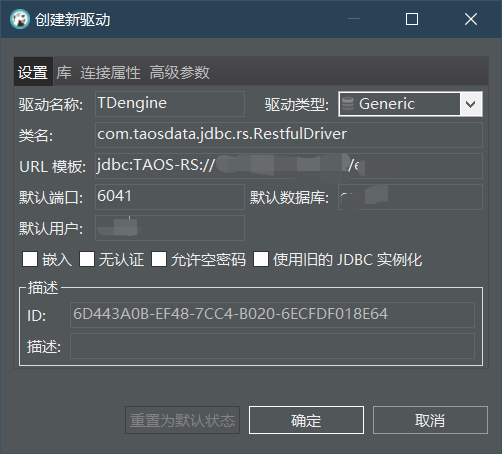 创建新驱动
设置 库 连接属性 高级参数
驱动名称: TDengine 驱动类型: Generic
类名: com.taosdata.jdbc.rs.RestfulDriver
URL 模板: jdbc:TAOS-RS://
默认端口: 6041 默认数据库:
默认用户:
嵌入 无认证 允许空密码 使用旧的 JDBC 实例化
描述
ID: 6D443A0B-EF48-7CC4-B020-6ECFDF018E64
描述:
重置为默认状态 确定 取消